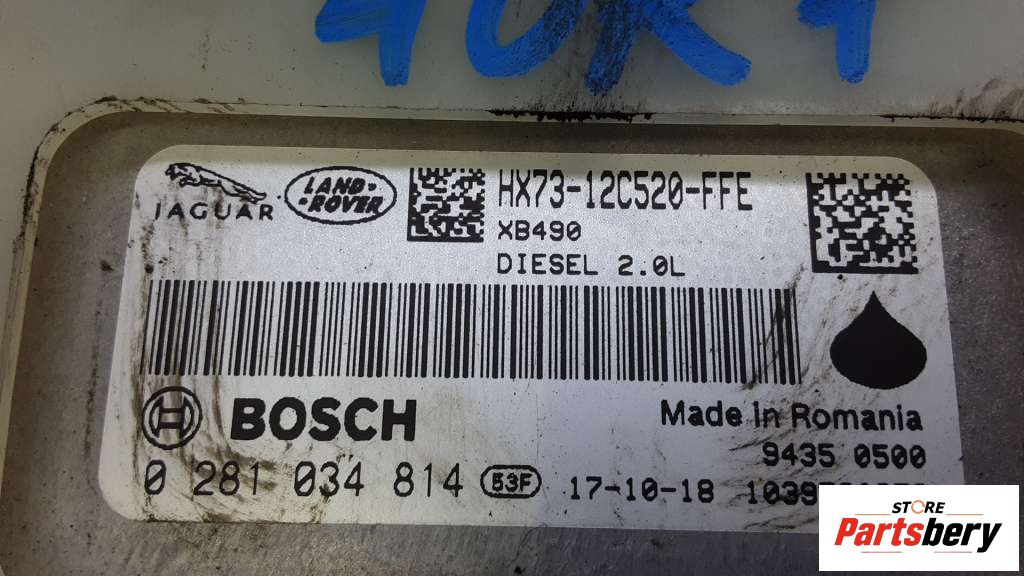 JAGUAR
LAND-
-ROVER
HX73-12C520-FFE
XB490
DIESEL 2.0L
BOSCH
Made in Romania
9435 0500
0 281 034 814 53F 17-10-18
STORE
Partsbery